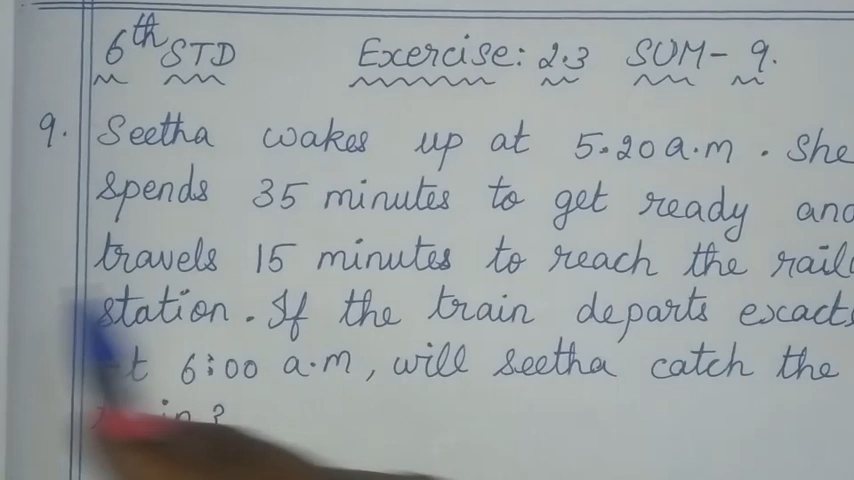 6th STD Exercise: 2.3 SUM- 9.
9. Seetha wakes up at 5.20 a.m. She
spends 35 minutes to get ready and
travels 15 minutes to reach the
station. If the train departs
6:00 a.m, will seetha catch the
?